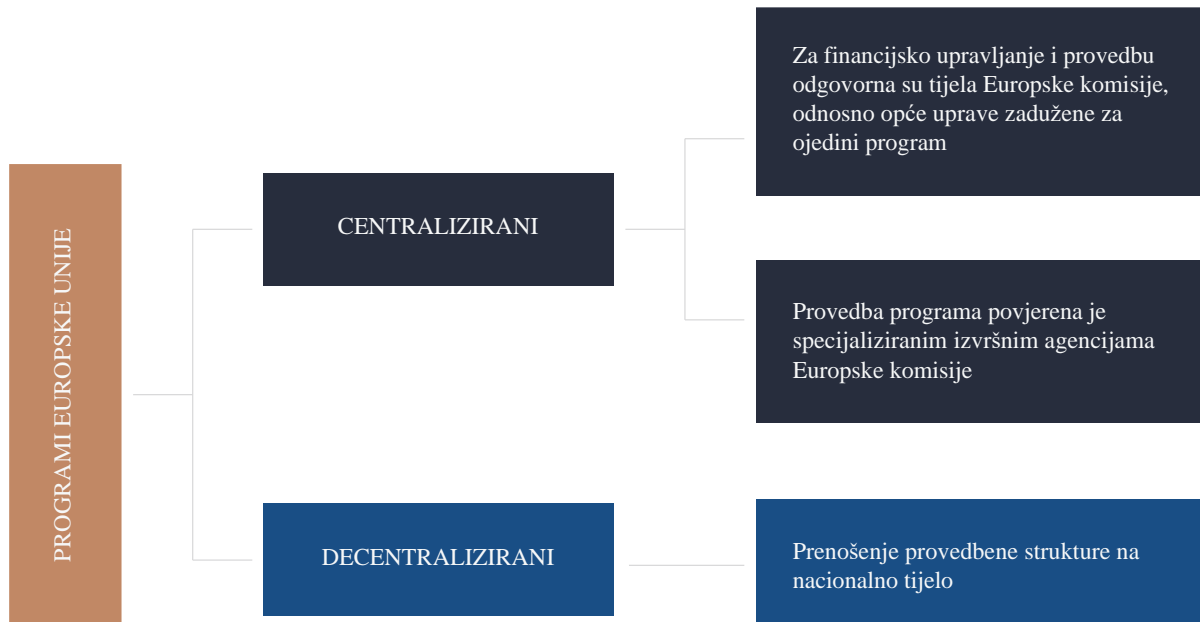 PROGRAMI EUROPSKE UNIJE
CENTRALIZIRANI
Za financijsko upravljanje i provedbu
odgovorna su tijela Europske komisije,
odnosno opće uprave zadužene za
ojedini program
Provedba programa povjerena je
specijaliziranim izvršnim agencijama
Europske komisije
DECENTRALIZIRANI
Prenošenje provedbene strukture na
nacionalno tijelo